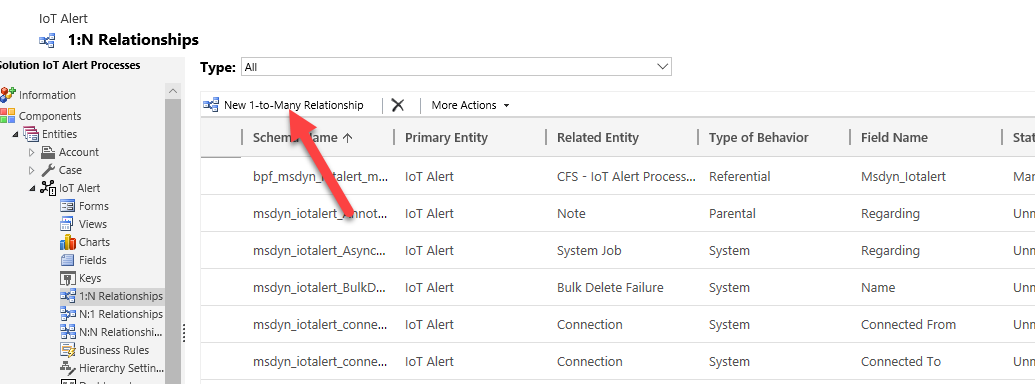 IoT Alert
1:N Relationships
Solution IoT Alert Processes
Information
Components
Entities
Account
Case
IoT Alert
Forms
Views
Charts
Fields
Keys
1:N Relationships
N:1 Relationships
N:N Relationshi...
Business Rules
Hierarchy Settin...
Type: All
New 1-to-Many Relationship More Actions
Primary Entity Related Entity Type of Behavior Field Name Stat
IoT Alert CFS - IoT Alert Process... Referential Msdyn_Iotalert Man
IoT Alert Note Parental Regarding Unm
msdyn_iotalert_Async... IoT Alert System Job System Regarding Unm
msdyn_iotalert_BulkD... IoT Alert Bulk Delete Failure System Name Unm
msdyn_iotalert_conne... IoT Alert Connection System Connected From Unm
msdyn_iotalert_conne... IoT Alert Connection System Connected To Unm